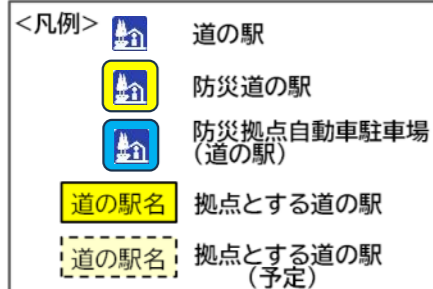 <凡例>
道の駅
防災道の駅
防災拠点自動車駐車場
(道の駅)
道の駅名 拠点とする道の駅
道の駅名 拠点とする道の駅
(予定)